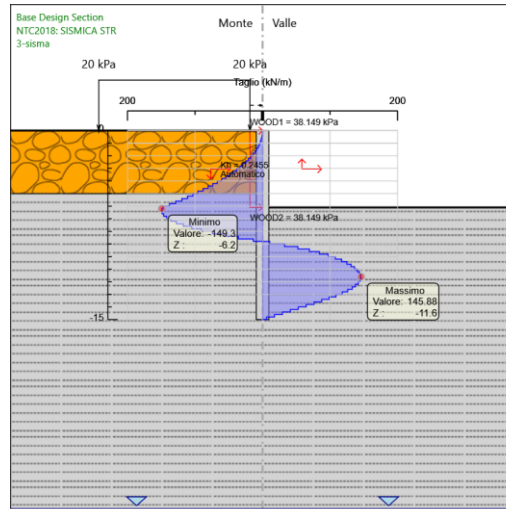 Base Design Section
NTC2018: SISMICA STR
3-sisma
Monte Valle
20 kPa 20 kPa
Taglio (kN/m)
200 200
WOOD1 = 38.149 kPa
0
Kh = 0.2455
Automatico
WOOD2 = 38.149 kPa
Minimo
Valore: -149.3
Z : -6.2
Massimo
Valore: 145.88
Z : -11.6
-15